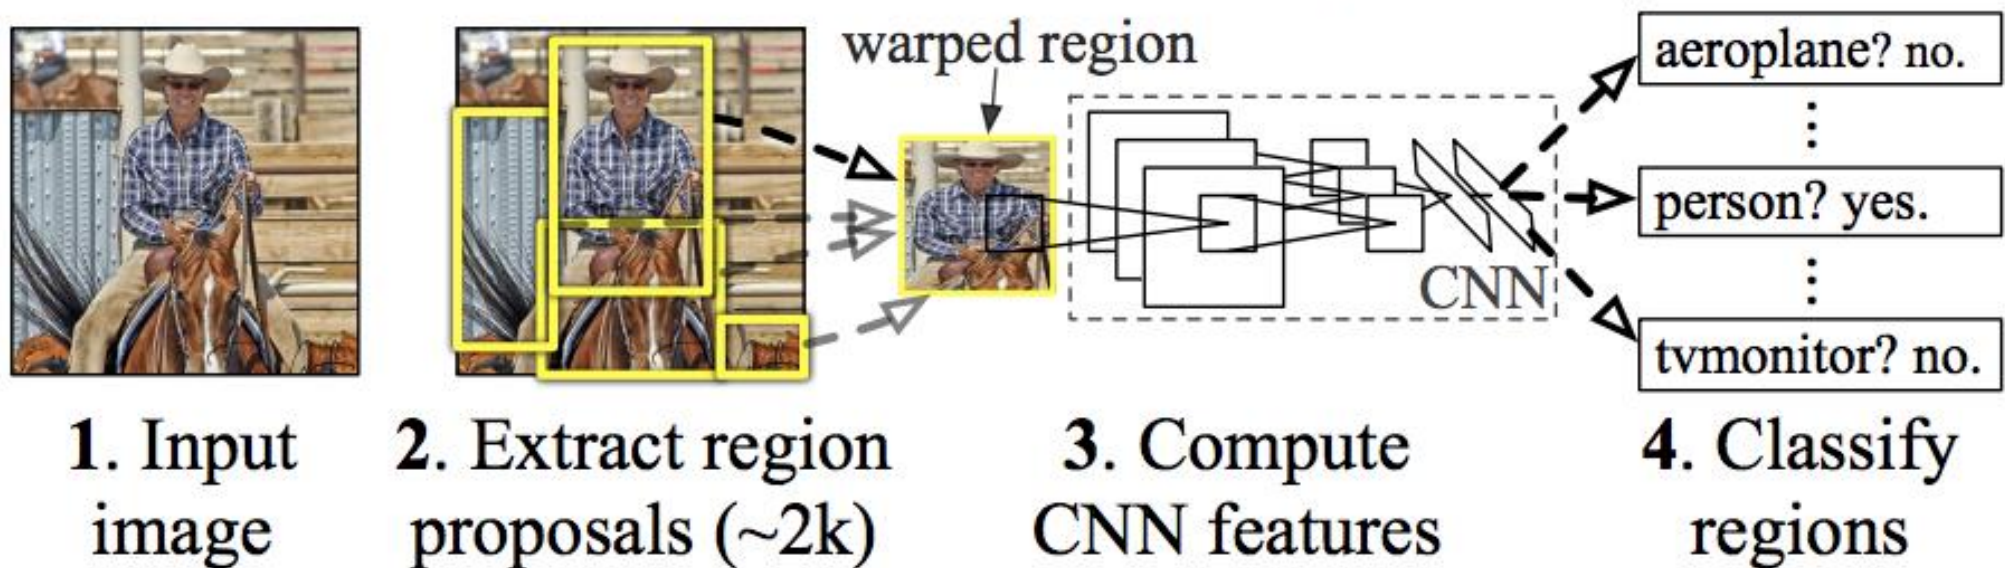 warped region
aeroplane? no.
person? yes.
CNN
tvmonitor? no.
1. Input
image
2. Extract region
proposals (~2k)
3. Compute
CNN features
4. Classify
regions